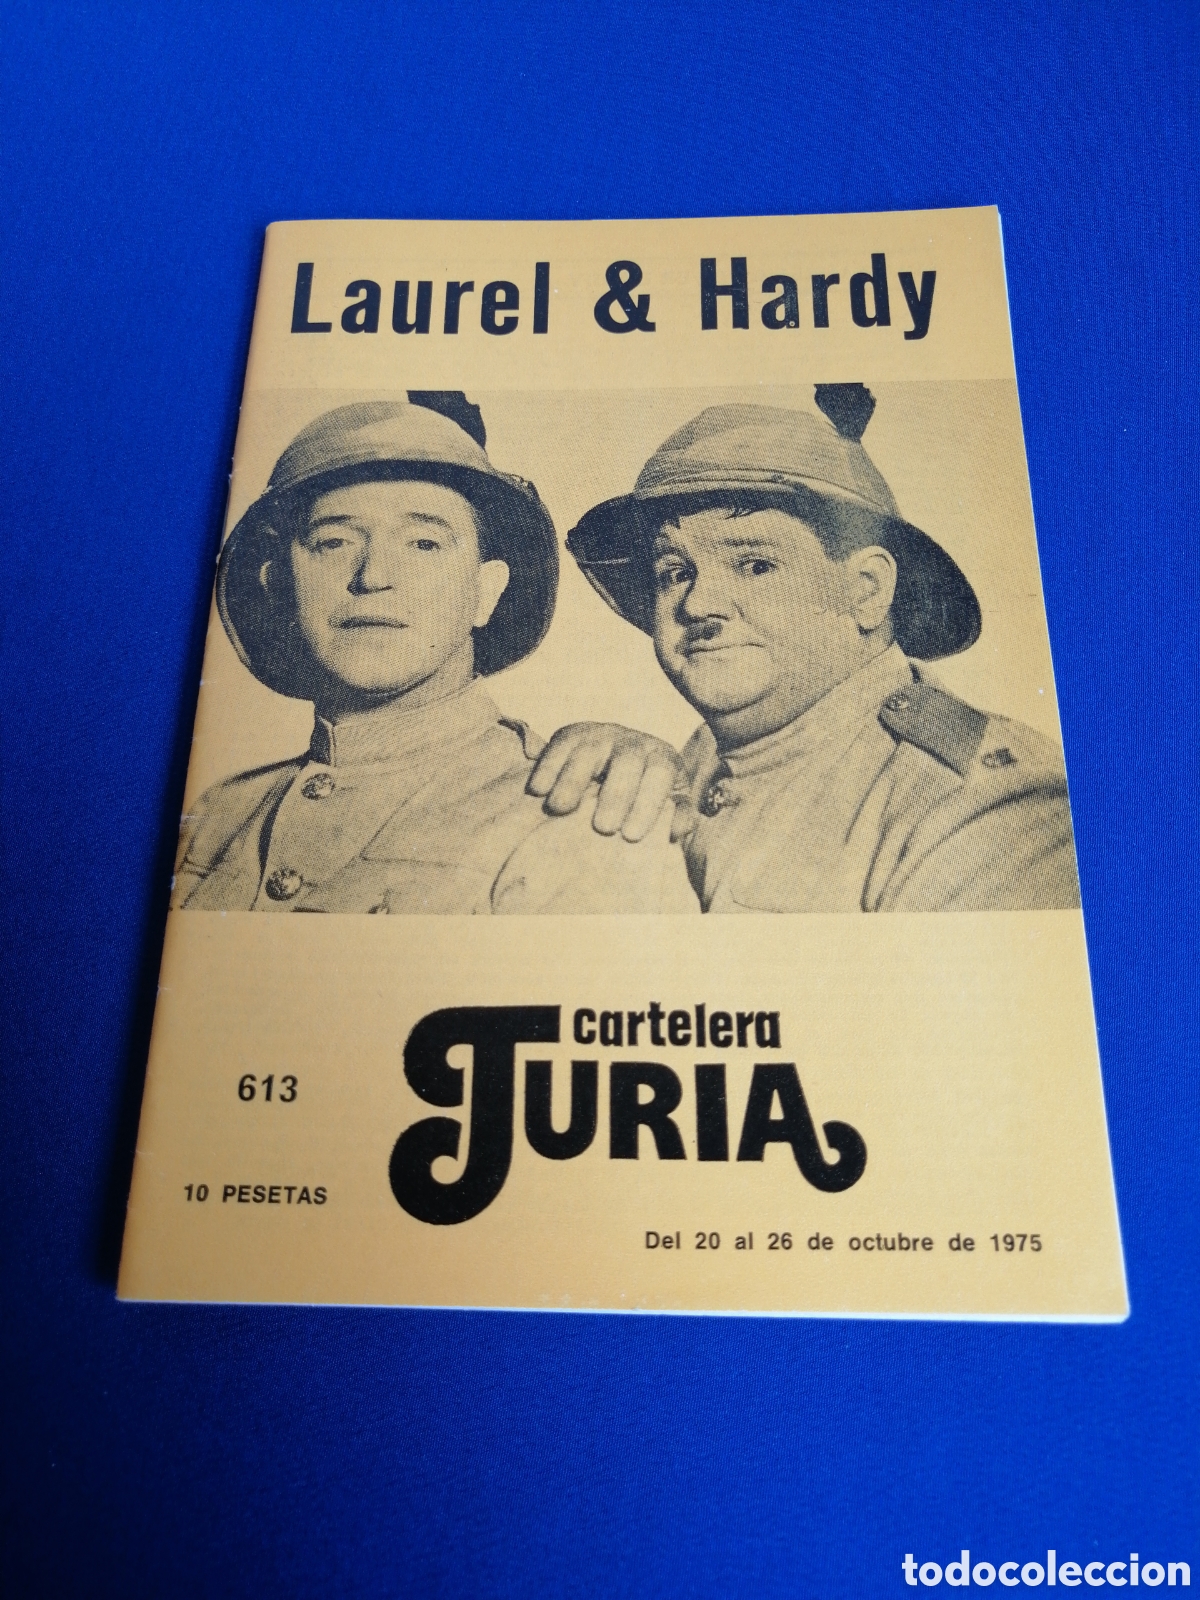 Laurel & Hardy
cartelera
TURIA
613
10 PESETAS
Del 20 al 26 de octubre de 1975
todocoleccion